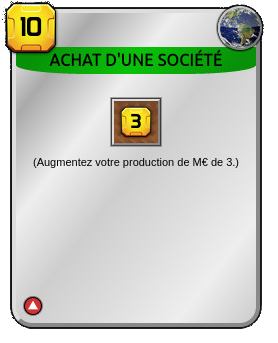 10
ACHAT D'UNE SOCIÉTÉ
3
(Augmentez votre production de M€ de 3.)